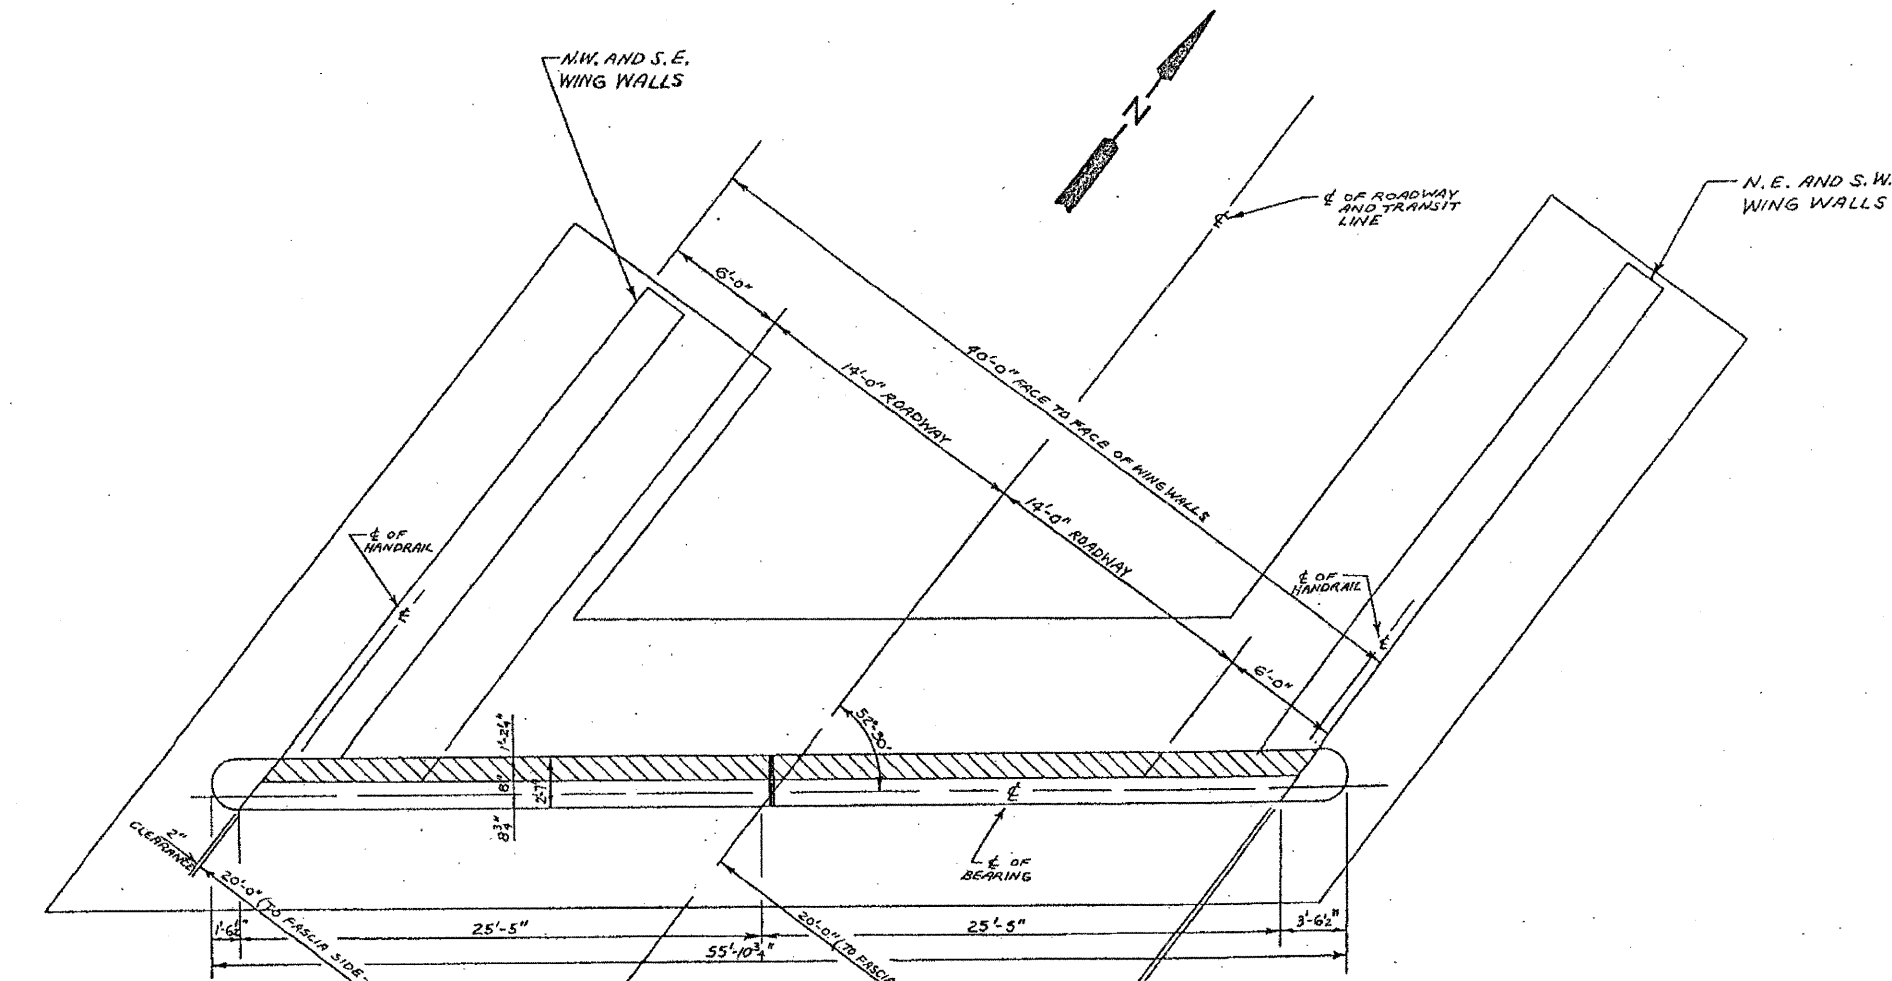 N.W. AND S.E.
WING WALLS
N
N.E. AND S.W.
WING WALLS
℄ OF ROADWAY
AND TRANSIT
LINE
℄
6'-0"
40'-0" FACE TO FACE OF WING WALLS
14'-0" ROADWAY
14'-0" ROADWAY
6'-0"
℄ OF
HANDRAIL
℄
℄ OF
HANDRAIL
℄
52°-30'
1'-2¼"
8"
2'-7"
8¾"
℄
℄ OF
BEARING
2"
CLEARANCE
20'-0" (TO FASCIA SIDE-
20'-0" (TO FASCIA
1'-6½"
25'-5"
25'-5"
3'-6½"
55'-10¾"